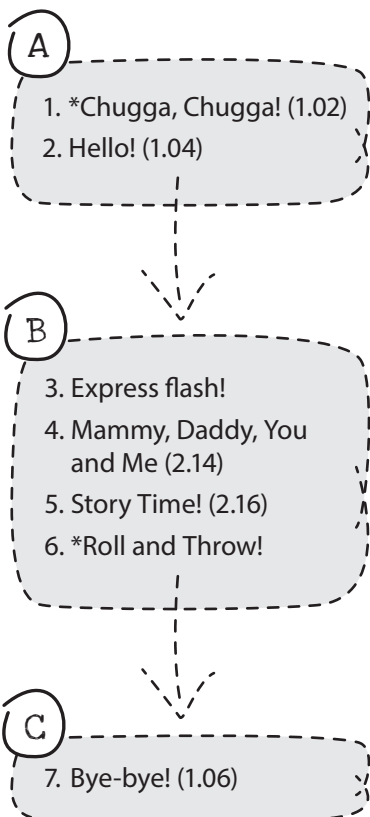 A
1. *Chugga, Chugga! (1.02)
2. Hello! (1.04)
B
3. Express flash!
4. Mammy, Daddy, You
and Me (2.14)
5. Story Time! (2.16)
6. *Roll and Throw!
C
7. Bye-bye! (1.06)